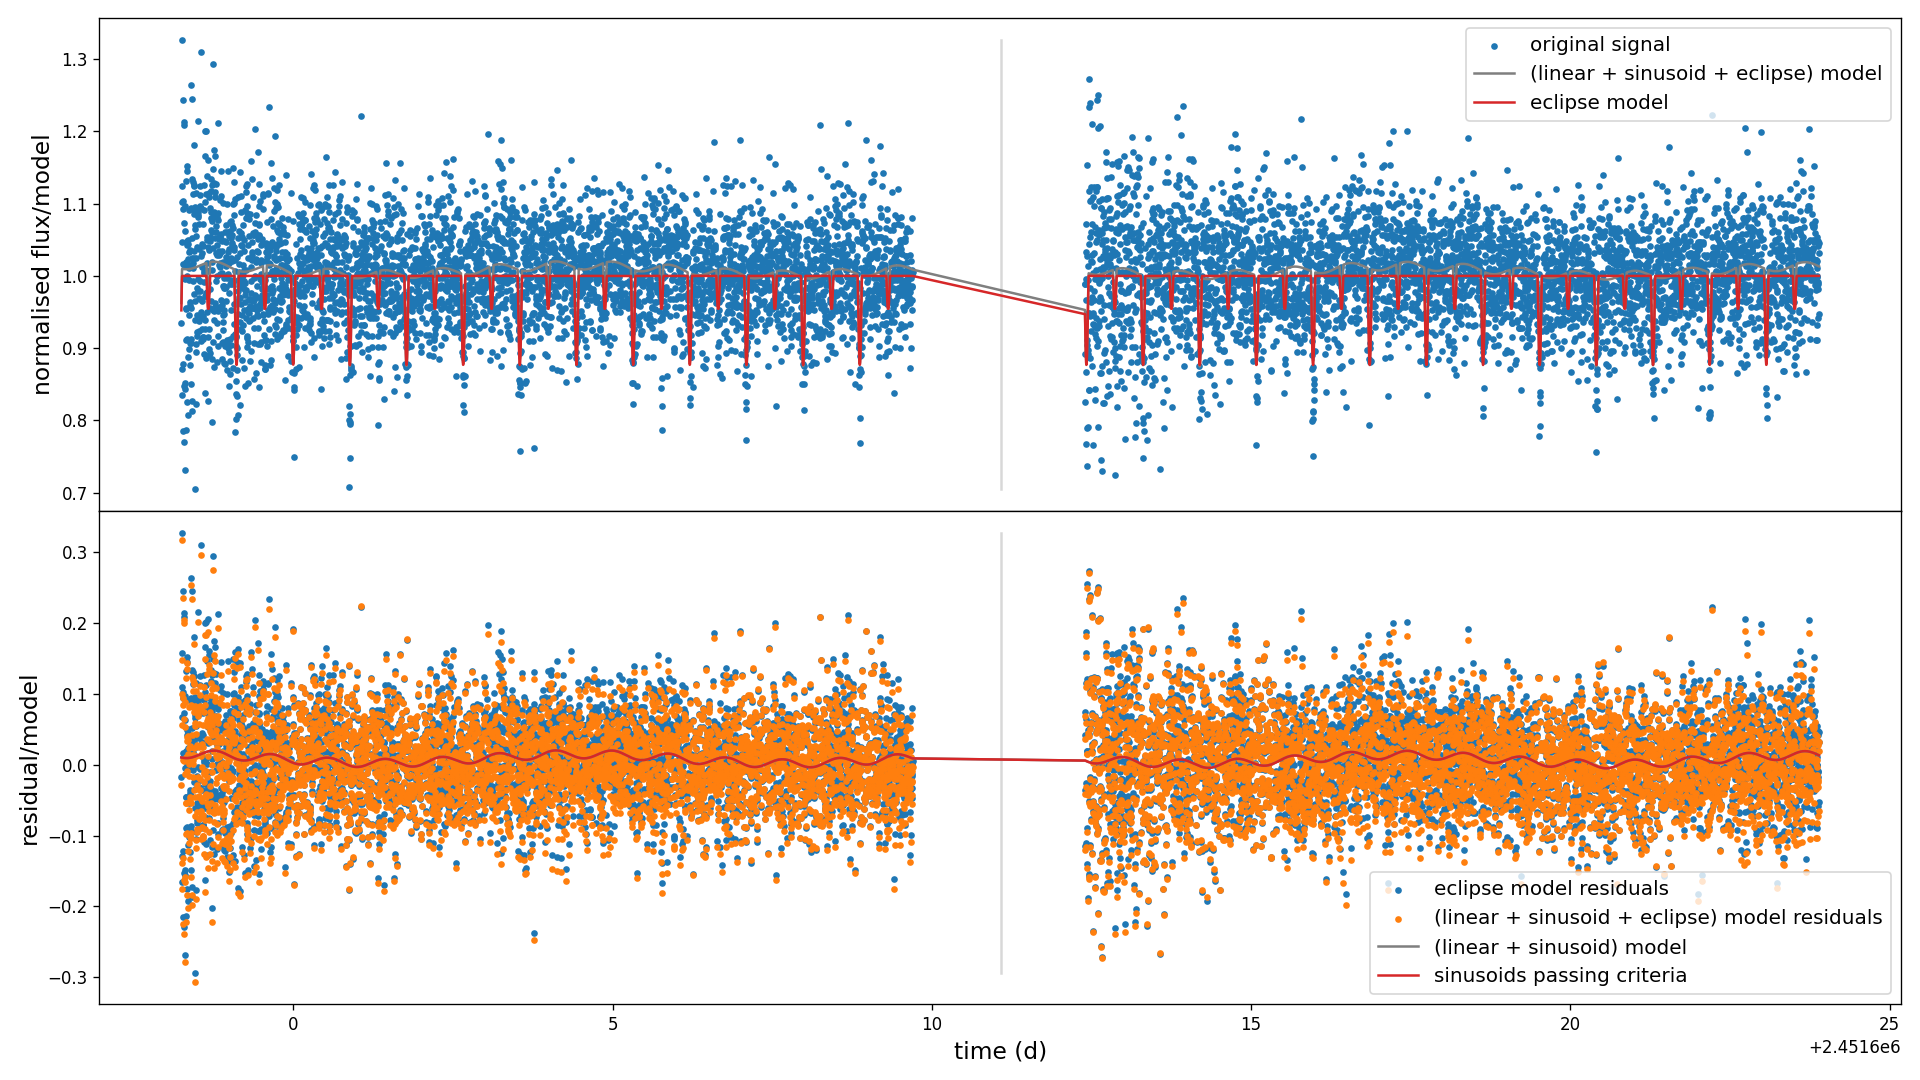 normalised flux/model
1.3
1.2
1.1
1.0
0.9
0.8
0.7
original signal
(linear + sinusoid + eclipse) model
eclipse model
residual/model
0.3
0.2
0.1
0.0
−0.1
−0.2
−0.3
eclipse model residuals
(linear + sinusoid + eclipse) model residuals
(linear + sinusoid) model
sinusoids passing criteria
0 5 10 15 20 25
time (d)
+2.4516e6